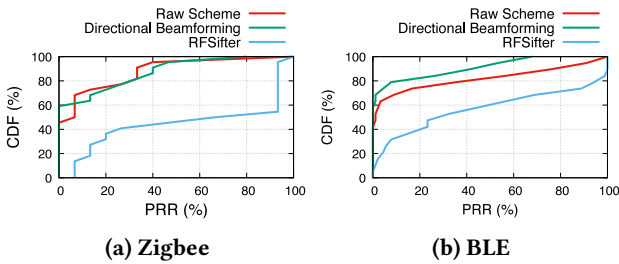 Raw Scheme
Directional Beamforming
RFSifter
CDF (%)
100
80
60
40
20
0
0 20 40 60 80 100
PRR (%)
(a) Zigbee
Raw Scheme
Directional Beamforming
RFSifter
CDF (%)
100
80
60
40
20
0
0 20 40 60 80 100
PRR (%)
(b) BLE